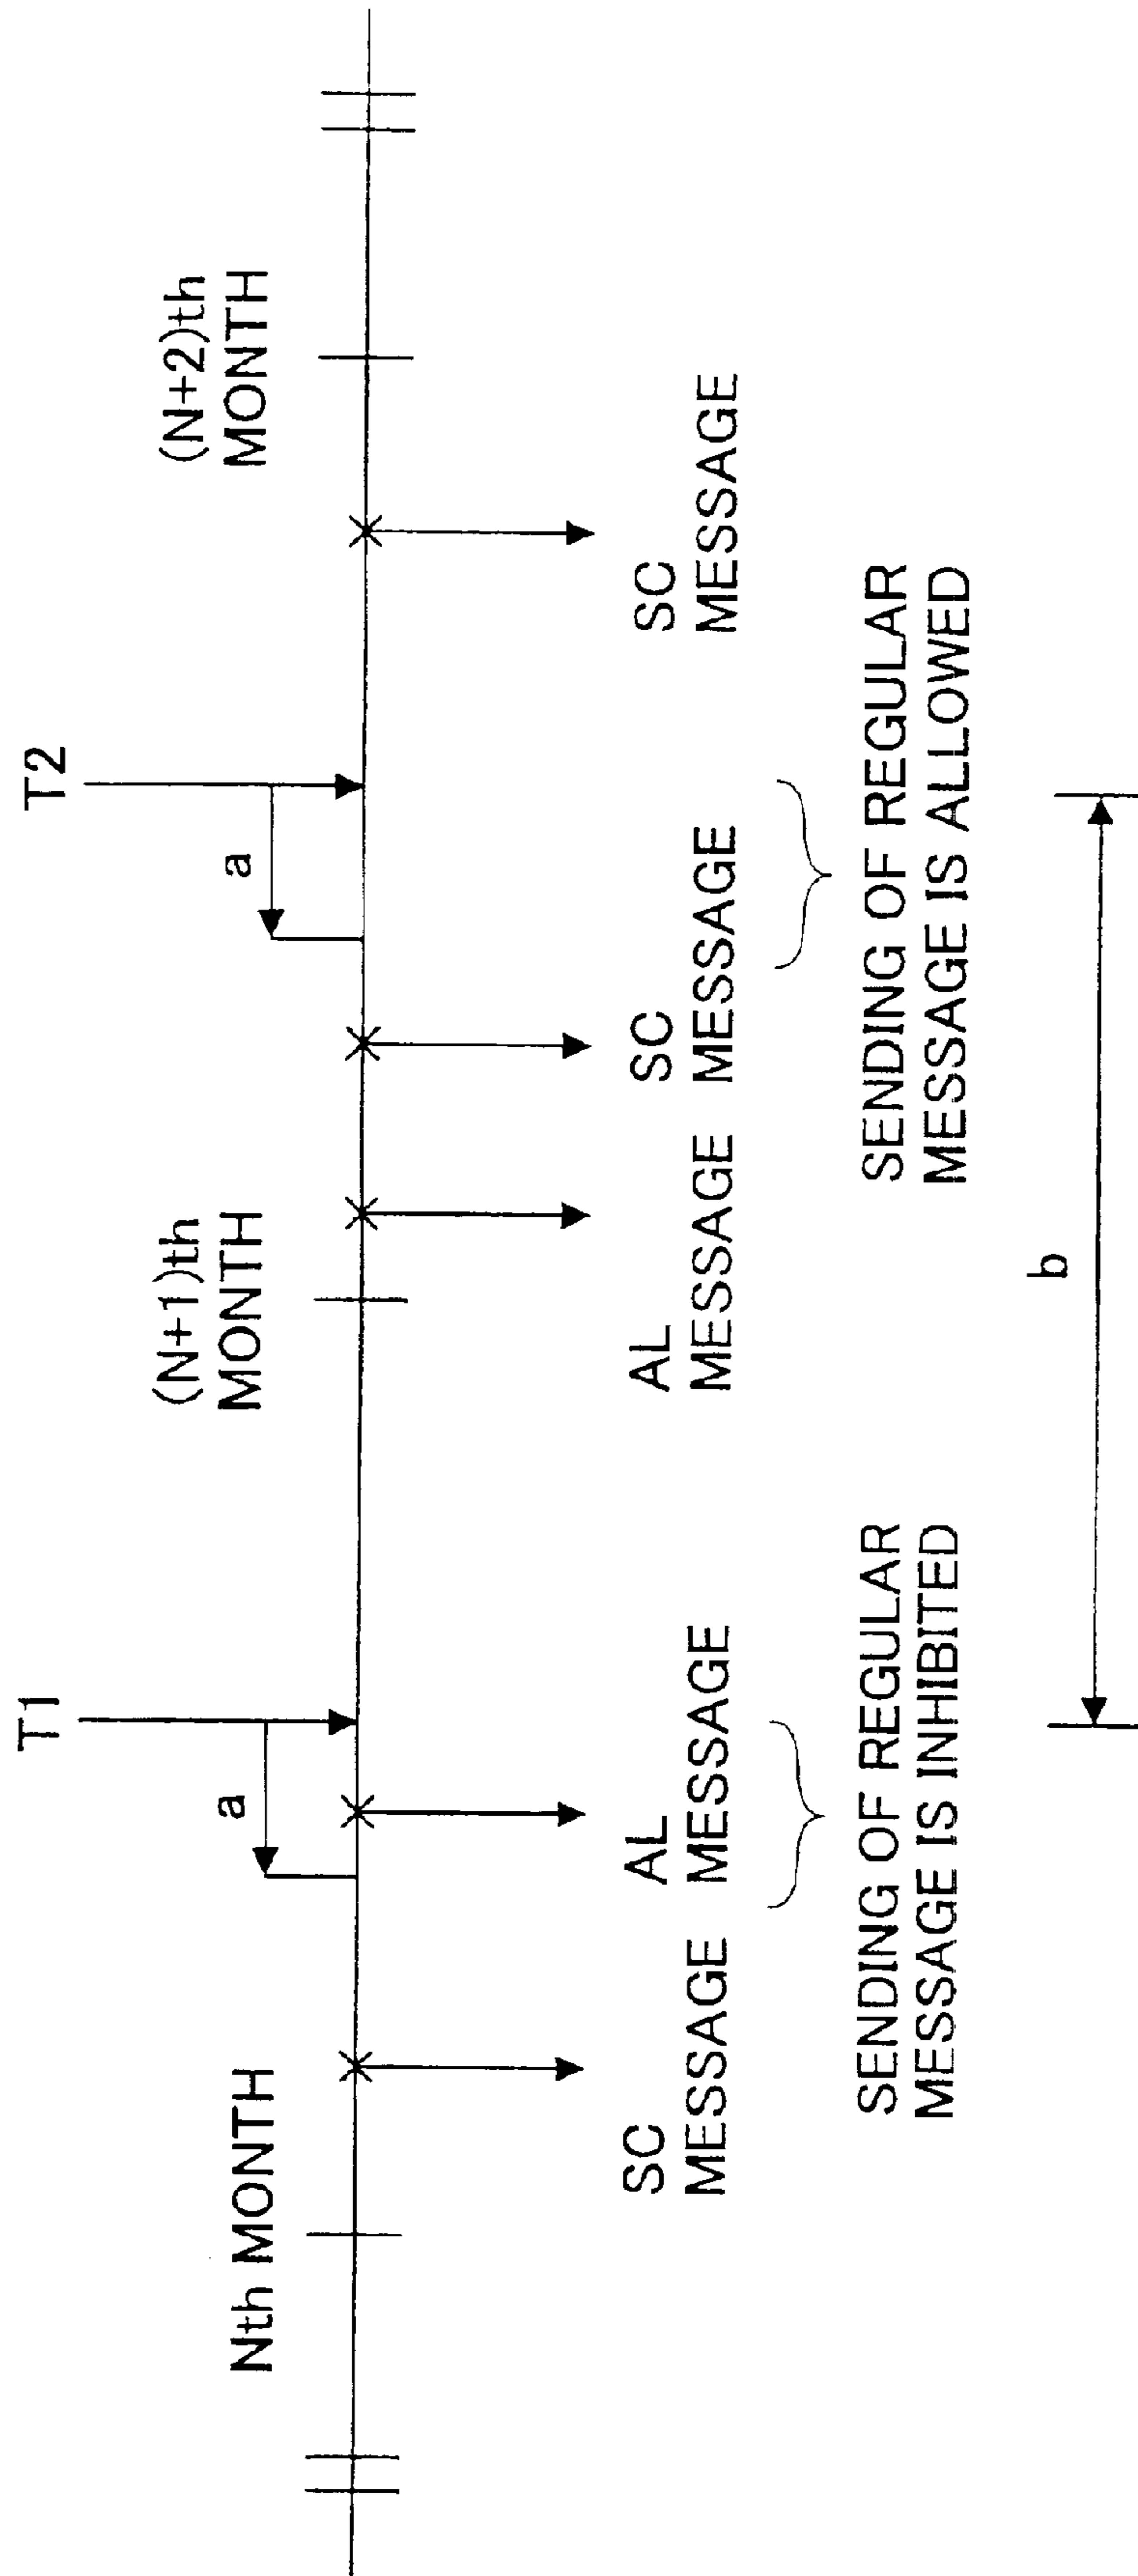 T1
T2
a
a
Nth MONTH
(N+1)th
MONTH
(N+2)th
MONTH
SC
MESSAGE
AL
MESSAGE
AL
MESSAGE
SC
MESSAGE
SC
MESSAGE
SENDING OF REGULAR
MESSAGE IS INHIBITED
SENDING OF REGULAR
MESSAGE IS ALLOWED
b